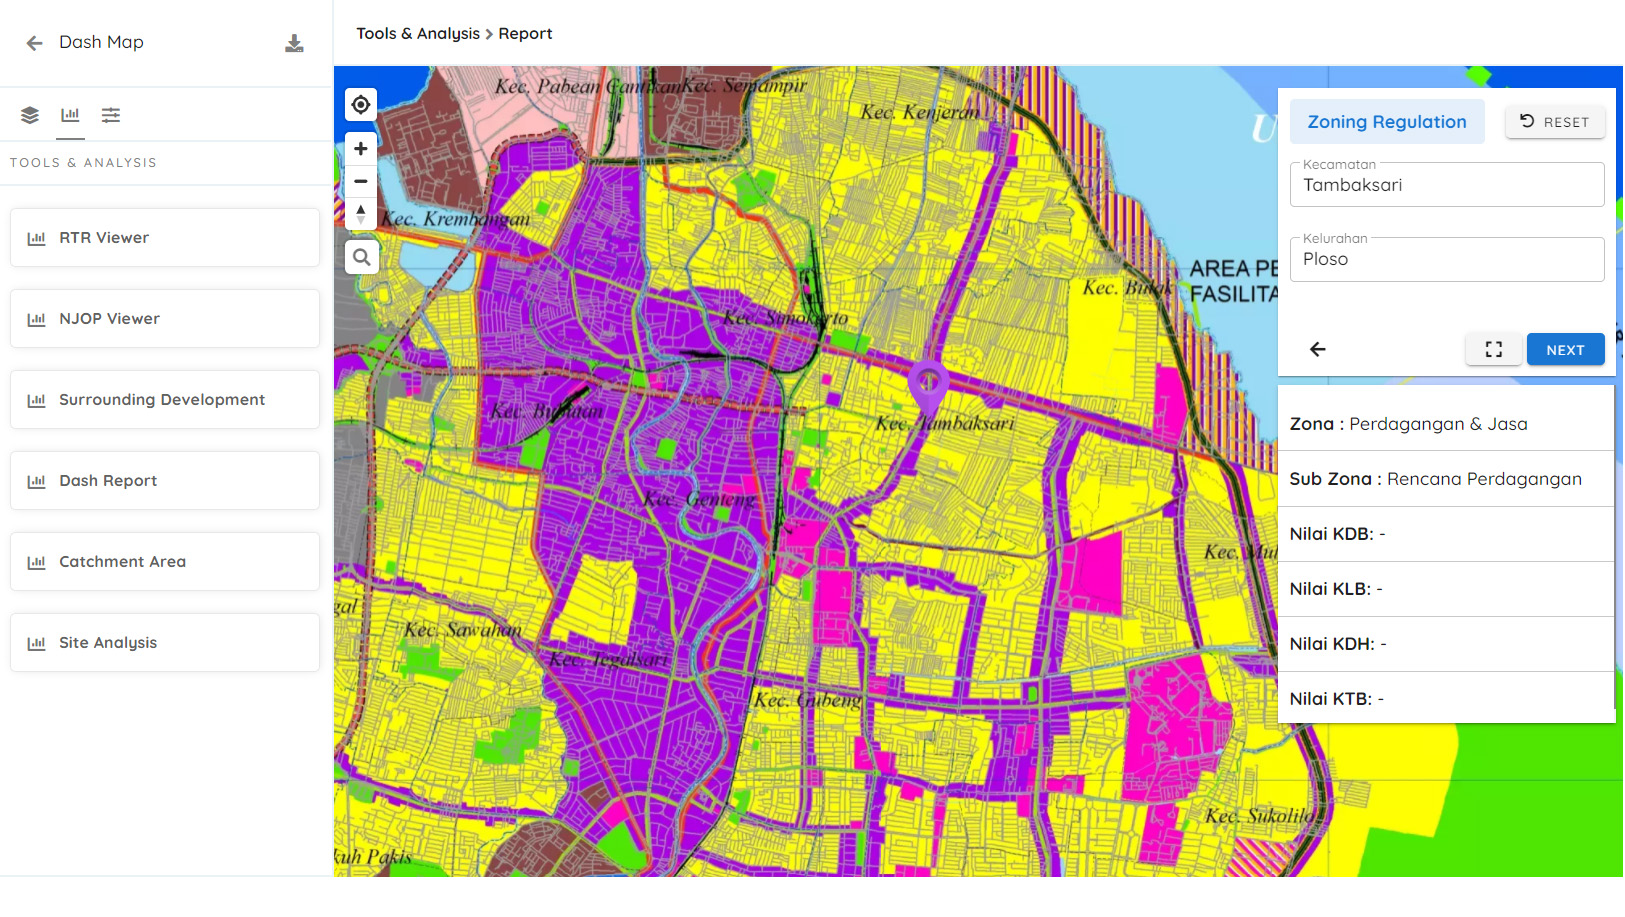 Dash Map
Tools & Analysis > Report
TOOLS & ANALYSIS
RTR Viewer
NJOP Viewer
Surrounding Development
Dash Report
Catchment Area
Site Analysis
Kec. Pabean Cantikan
Kec. Semampir
Kec. Kenjeran
U
Kec. Krembangan
AREA PE
FASILITA
Kec. Bulak
Kec. Simokerto
Kec. Bubutan
Kec. Tambaksari
Kec. Genteng
Kec. Mul
gal
Kec. Sawahan
Kec. Tegalsari
Kec. Gubeng
Kec. Sukolilo
kuh Pakis
Zoning Regulation
RESET
Kecamatan
Tambaksari
Kelurahan
Ploso
NEXT
Zona : Perdagangan & Jasa
Sub Zona : Rencana Perdagangan
Nilai KDB: -
Nilai KLB: -
Nilai KDH: -
Nilai KTB: -